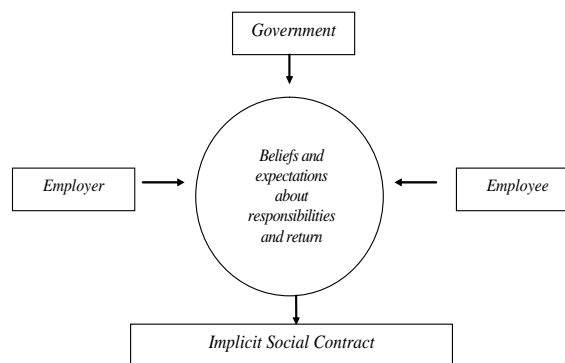 Government
Beliefs and
expectations
about
responsibilities
and return
Employer
Employee
Implicit Social Contract